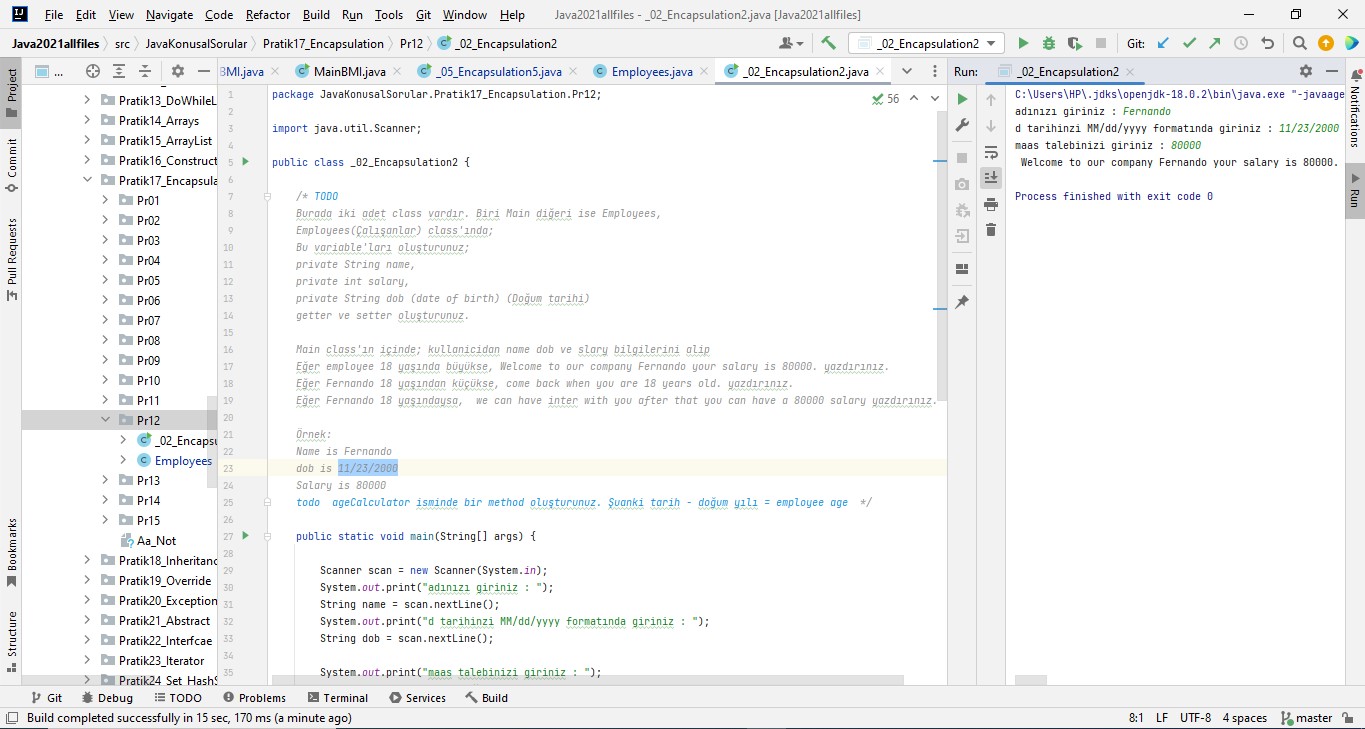 File Edit View Navigate Code Refactor Build Run Tools Git Window Help Java2021allfiles - _02_Encapsulation2.java [Java2021allfiles]
Java2021allfiles src JavaKonusalSorular Pratik17_Encapsulation Pr12 _02_Encapsulation2 _02_Encapsulation2 Git:
Project
Commit
Pull Requests
Bookmarks
Structure
...
Pratik13_DoWhileL
Pratik14_Arrays
Pratik15_ArrayList
Pratik16_Construct
Pratik17_Encapsula
Pr01
Pr02
Pr03
Pr04
Pr05
Pr06
Pr07
Pr08
Pr09
Pr10
Pr11
Pr12
_02_Encapsu
Employees
Pr13
Pr14
Pr15
Aa_Not
Pratik18_Inheritanc
Pratik19_Override
Pratik20_Exception
Pratik21_Abstract
Pratik22_Interfcae
Pratik23_Iterator
Pratik24_Set_HashS
BMI.java MainBMI.java _05_Encapsulation5.java Employees.java _02_Encapsulation2.java
56
1 package JavaKonusalSorular.Pratik17_Encapsulation.Pr12;
2
3 import java.util.Scanner;
4
5 public class _02_Encapsulation2 {
6
7 /* TODO
8 Burada iki adet class vardır. Biri Main diğeri ise Employees,
9 Employees(Çalışanlar) class'ında;
10 Bu variable'ları oluşturunuz;
11 private String name,
12 private int salary,
13 private String dob (date of birth) (Doğum tarihi)
14 getter ve setter oluşturunuz.
15
16 Main class'ın içinde; kullanicidan name dob ve slary bilgilerini alip
17 Eğer employee 18 yaşında büyükse, Welcome to our company Fernando your salary is 80000. yazdırınız.
18 Eğer Fernando 18 yaşından küçükse, come back when you are 18 years old. yazdırınız.
19 Eğer Fernando 18 yaşındaysa, we can have inter with you after that you can have a 80000 salary yazdırınız.
20
21 Örnek:
22 Name is Fernando
23 dob is 11/23/2000
24 Salary is 80000
25 todo ageCalculator isminde bir method oluşturunuz. Şuanki tarih - doğum yılı = employee age */
26
27 public static void main(String[] args) {
28
29 Scanner scan = new Scanner(System.in);
30 System.out.print("adınızı giriniz : ");
31 String name = scan.nextLine();
32 System.out.print("d tarihinzi MM/dd/yyyy formatında giriniz : ");
33 String dob = scan.nextLine();
34
35 System.out.print("maas talebinizi giriniz : ");
Run: _02_Encapsulation2
C:\Users\HP\.jdks\openjdk-18.0.2\bin\java.exe "-javaage
adınızı giriniz : Fernando
d tarihinzi MM/dd/yyyy formatında giriniz : 11/23/2000
maas talebinizi giriniz : 80000
Welcome to our company Fernando your salary is 80000.
Process finished with exit code 0
Notifications
Run
Git Debug TODO Problems Terminal Services Build
Build completed successfully in 15 sec, 170 ms (a minute ago) 8:1 LF UTF-8 4 spaces master